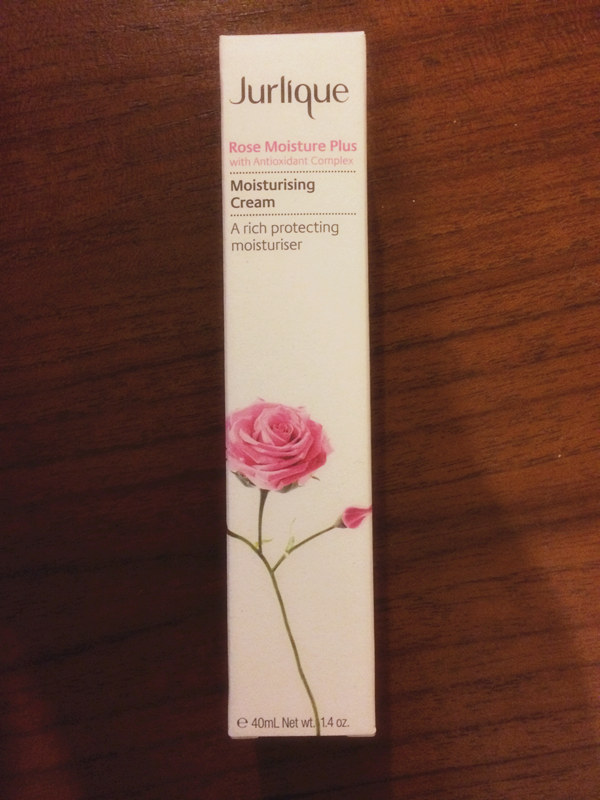 Jurlique
Rose Moisture Plus
with Antioxidant Complex
Moisturising
Cream
A rich protecting
moisturiser
℮ 40mL Net wt. 1.4 oz.